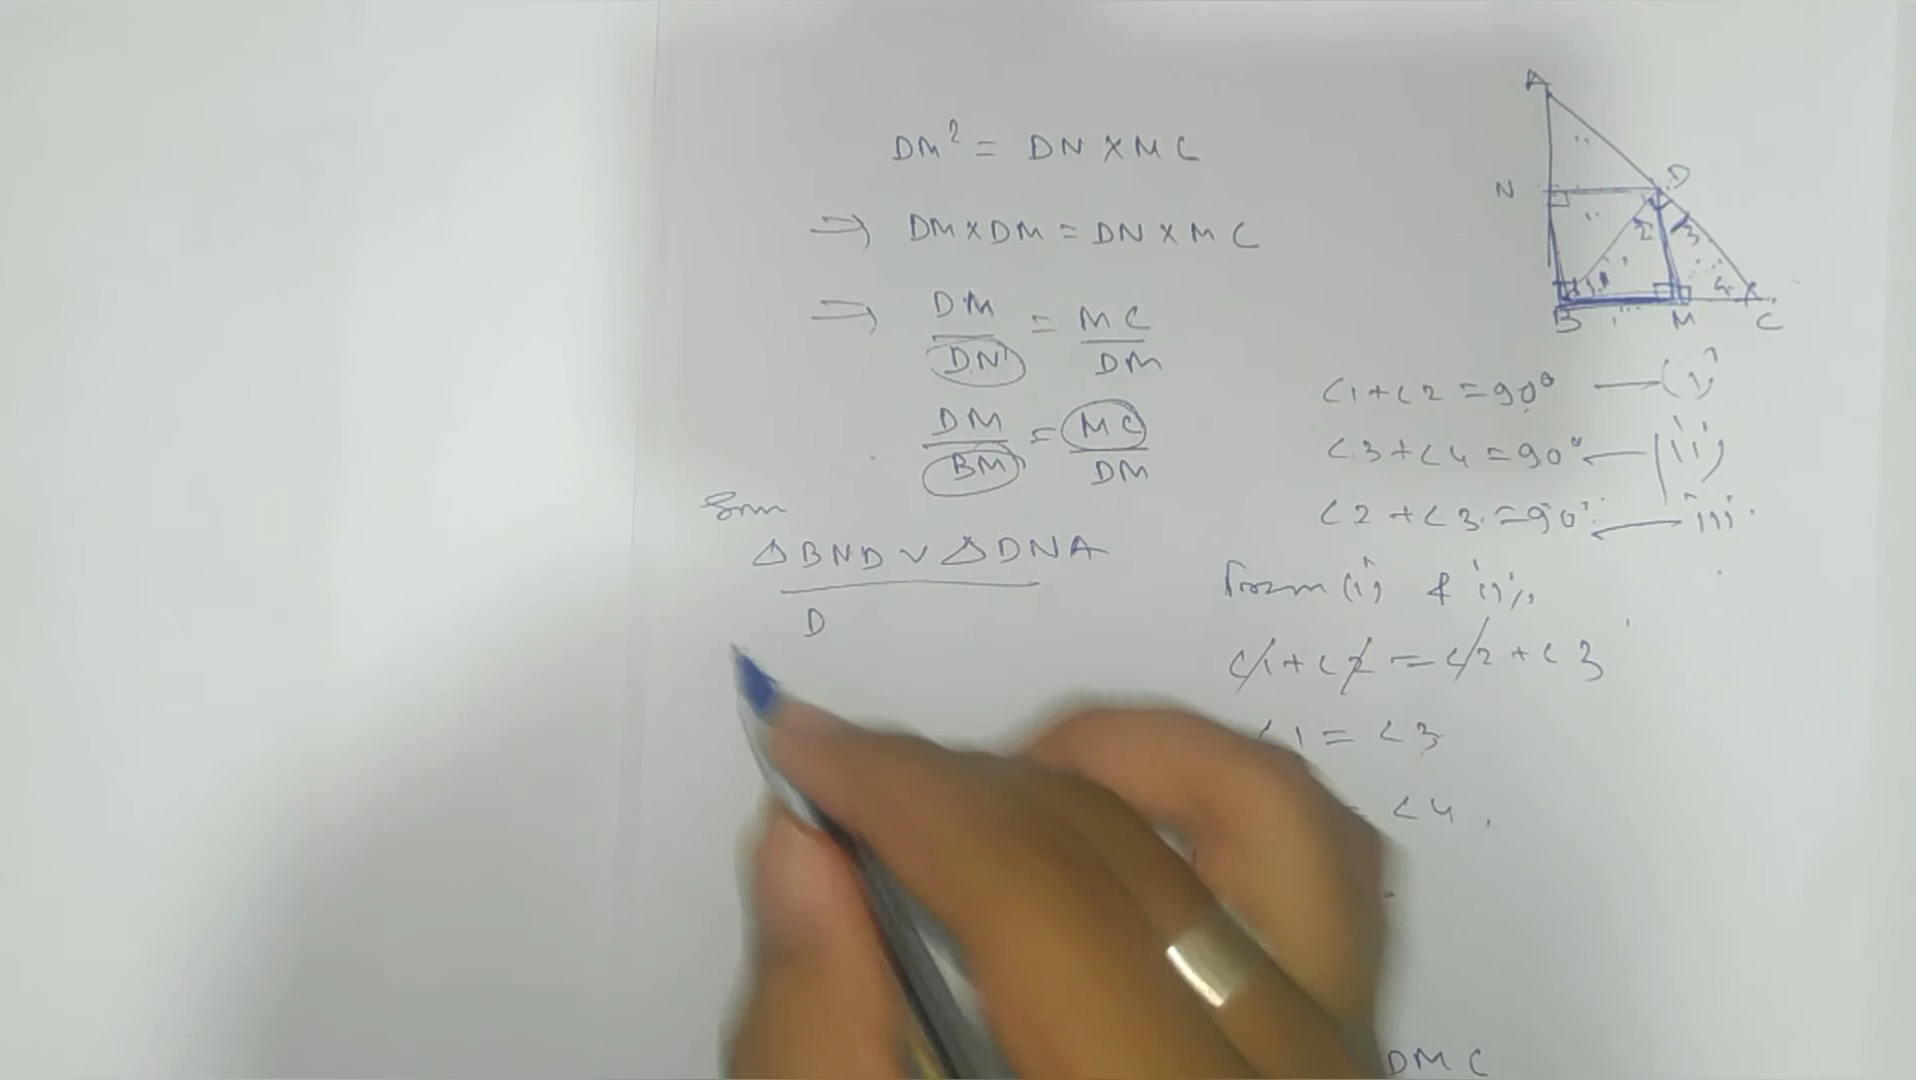 DM² = DN × MC
⇒ DM × DM = DN × MC
⇒ DM/DN = MC/DM
DM/BM = MC/DM
△BND ~ △DNA
D
A
N
D
2
3
1
4
B
M
C
∠1+∠2 = 90° — (i)
∠3+∠4 = 90° — (ii)
∠2+∠3 = 90° — iii
From (i) & iii,
∠1+∠2 = ∠2+∠3
∠1 = ∠3
= ∠4.
DMC